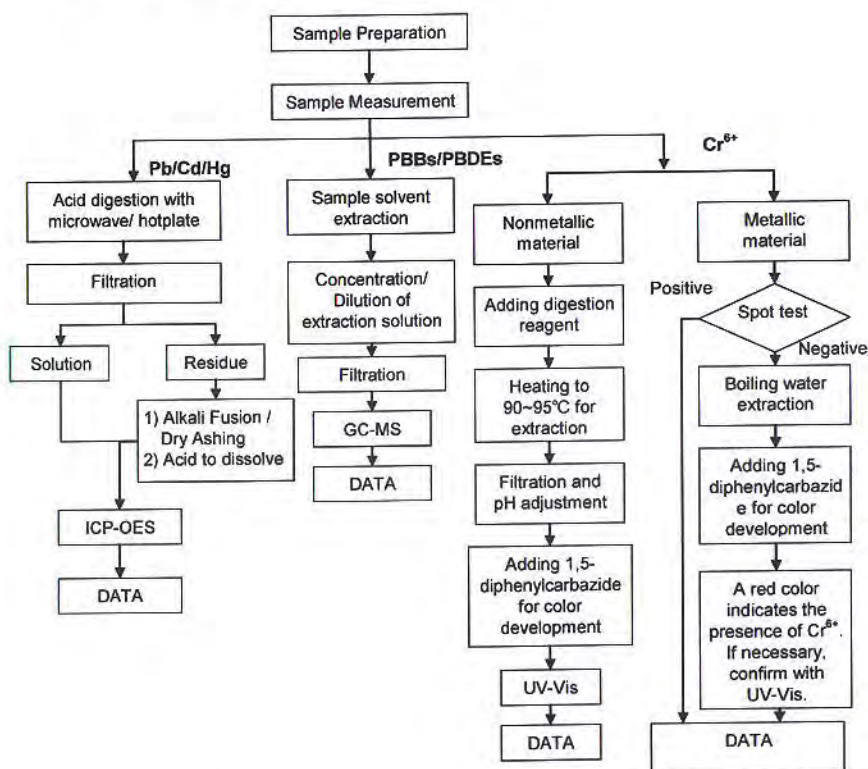 Sample Preparation
Sample Measurement
Pb/Cd/Hg
PBBs/PBDEs
Cr⁶⁺
Acid digestion with
microwave/ hotplate
Filtration
Solution
Residue
1) Alkali Fusion /
Dry Ashing
2) Acid to dissolve
ICP-OES
DATA
Sample solvent
extraction
Concentration/
Dilution of
extraction solution
Filtration
GC-MS
DATA
Nonmetallic
material
Adding digestion
reagent
Heating to
90~95℃ for
extraction
Filtration and
pH adjustment
Adding 1,5-
diphenylcarbazide
for color
development
UV-Vis
DATA
Metallic
material
Positive
Spot test
Negative
Boiling water
extraction
Adding 1,5-
diphenylcarbazid
e for color
development
A red color
indicates the
presence of Cr⁶⁺.
If necessary,
confirm with
UV-Vis.
DATA